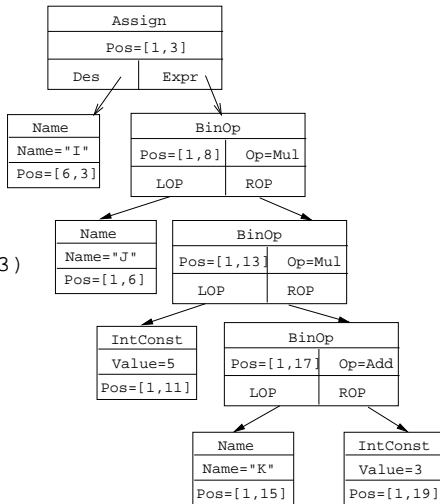 Assign
Pos=[1,3]
Des Expr
Name
Name="I"
Pos=[6,3]
BinOp
Pos=[1,8] Op=Mul
LOP ROP
3)
Name
Name="J"
Pos=[1,6]
BinOp
Pos=[1,13] Op=Mul
LOP ROP
IntConst
Value=5
Pos=[1,11]
BinOp
Pos=[1,17] Op=Add
LOP ROP
Name
Name="K"
Pos=[1,15]
IntConst
Value=3
Pos=[1,19]